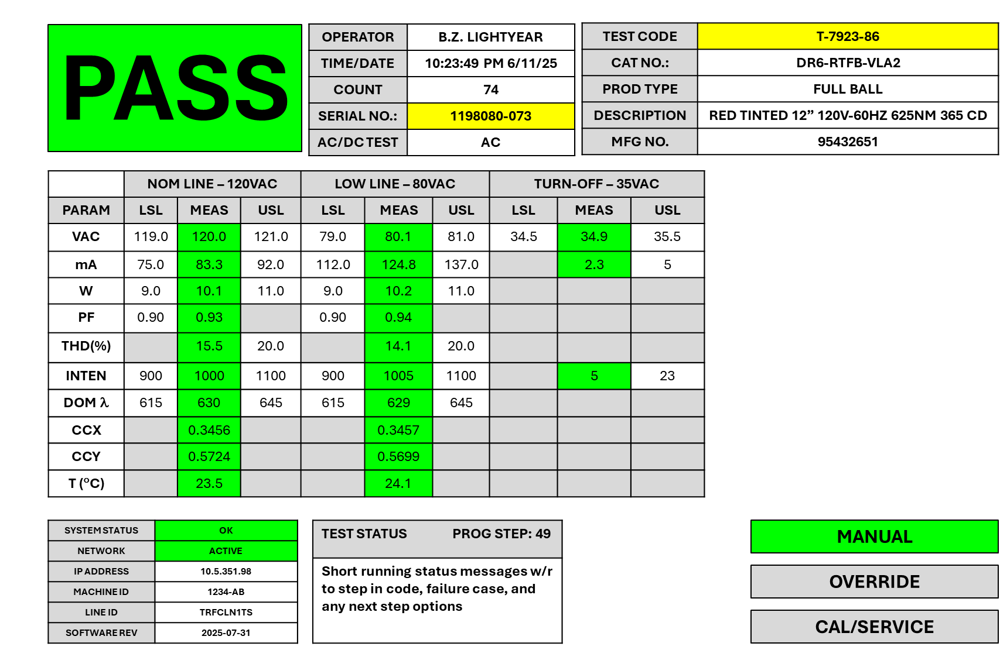 PASS
OPERATOR B.Z. LIGHTYEAR
TIME/DATE 10:23:49 PM 6/11/25
COUNT 74
SERIAL NO.: 1198080-073
AC/DC TEST AC
TEST CODE T-7923-86
CAT NO.: DR6-RTFB-VLA2
PROD TYPE FULL BALL
DESCRIPTION RED TINTED 12” 120V-60HZ 625NM 365 CD
MFG NO. 95432651
NOM LINE – 120VAC LOW LINE – 80VAC TURN-OFF – 35VAC
PARAM LSL MEAS USL LSL MEAS USL LSL MEAS USL
VAC 119.0 120.0 121.0 79.0 80.1 81.0 34.5 34.9 35.5
mA 75.0 83.3 92.0 112.0 124.8 137.0 2.3 5
W 9.0 10.1 11.0 9.0 10.2 11.0
PF 0.90 0.93 0.90 0.94
THD(%) 15.5 20.0 14.1 20.0
INTEN 900 1000 1100 900 1005 1100 5 23
DOM λ 615 630 645 615 629 645
CCX 0.3456 0.3457
CCY 0.5724 0.5699
T (°C) 23.5 24.1
SYSTEM STATUS OK
NETWORK ACTIVE
IP ADDRESS 10.5.351.98
MACHINE ID 1234-AB
LINE ID TRFCLN1TS
SOFTWARE REV 2025-07-31
TEST STATUS PROG STEP: 49
Short running status messages w/r
to step in code, failure case, and
any next step options
MANUAL
OVERRIDE
CAL/SERVICE